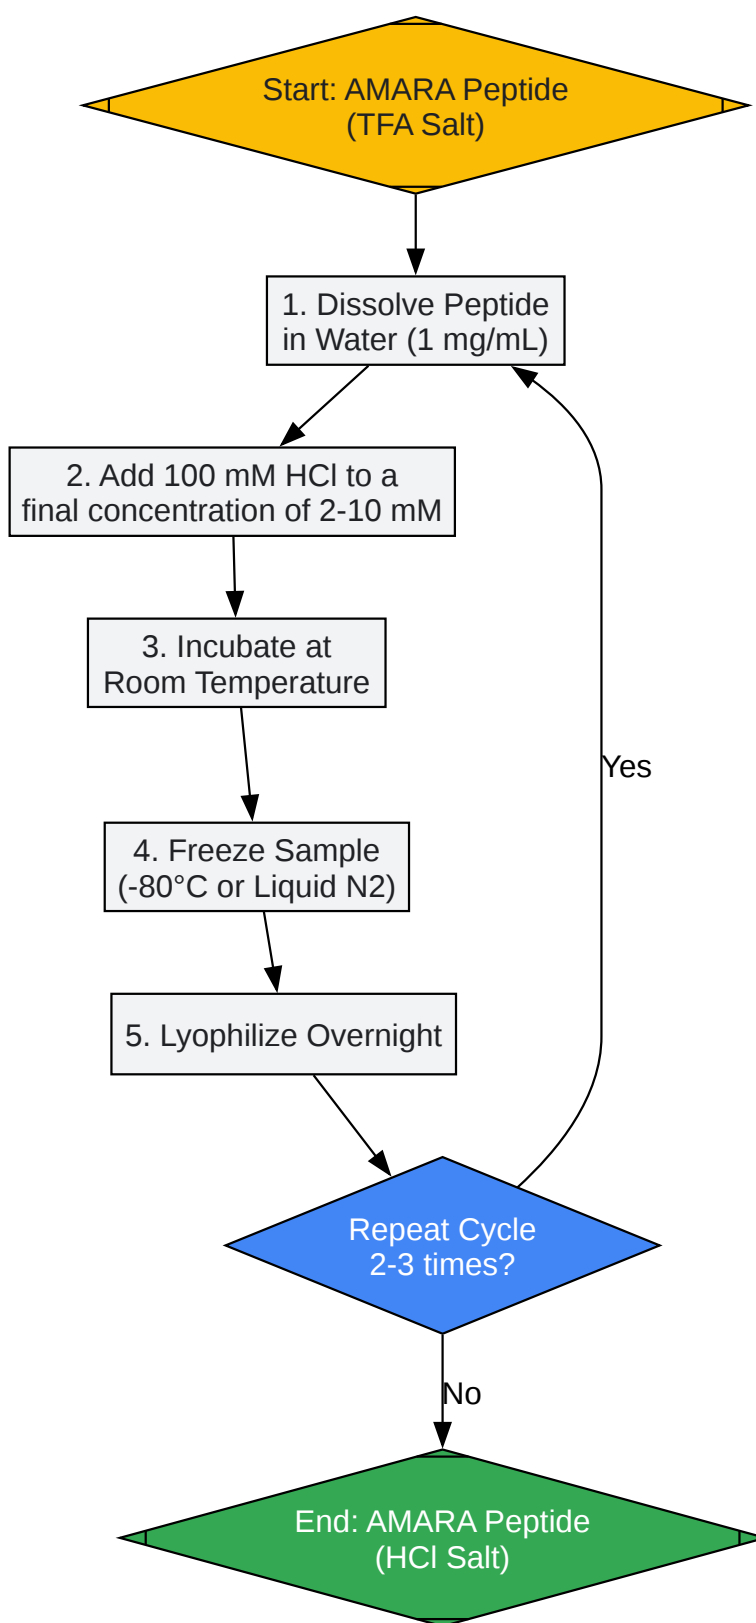 Start: AMARA Peptide
(TFA Salt)
1. Dissolve Peptide
in Water (1 mg/mL)
2. Add 100 mM HCl to a
final concentration of 2-10 mM
3. Incubate at
Room Temperature
Yes
4. Freeze Sample
(-80°C or Liquid N2)
5. Lyophilize Overnight
Repeat Cycle
2-3 times?
No
End: AMARA Peptide
(HCl Salt)